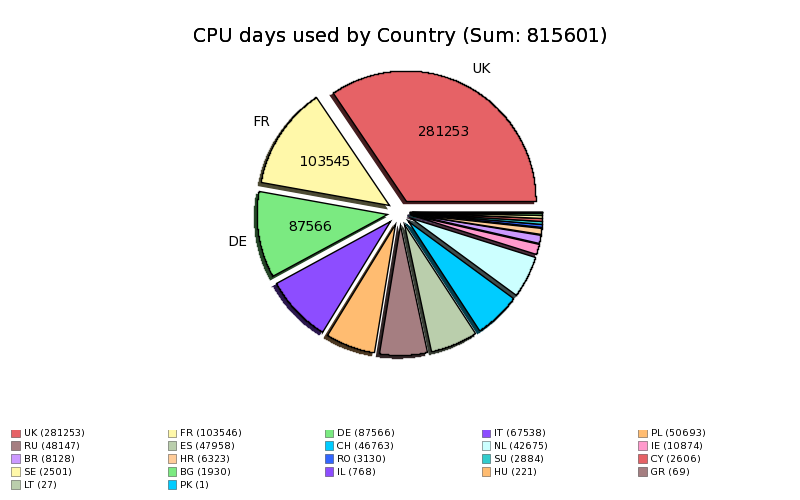 CPU days used by Country (Sum: 815601)
UK
281253
FR
103545
DE
87566
UK (281253) FR (103546) DE (87566) IT (67538) PL (50693)
RU (48147) ES (47958) CH (46763) NL (42675) IE (10874)
BR (8128) HR (6323) RO (3130) SU (2884) CY (2606)
SE (2501) BG (1930) IL (768) HU (221) GR (69)
LT (27) PK (1)